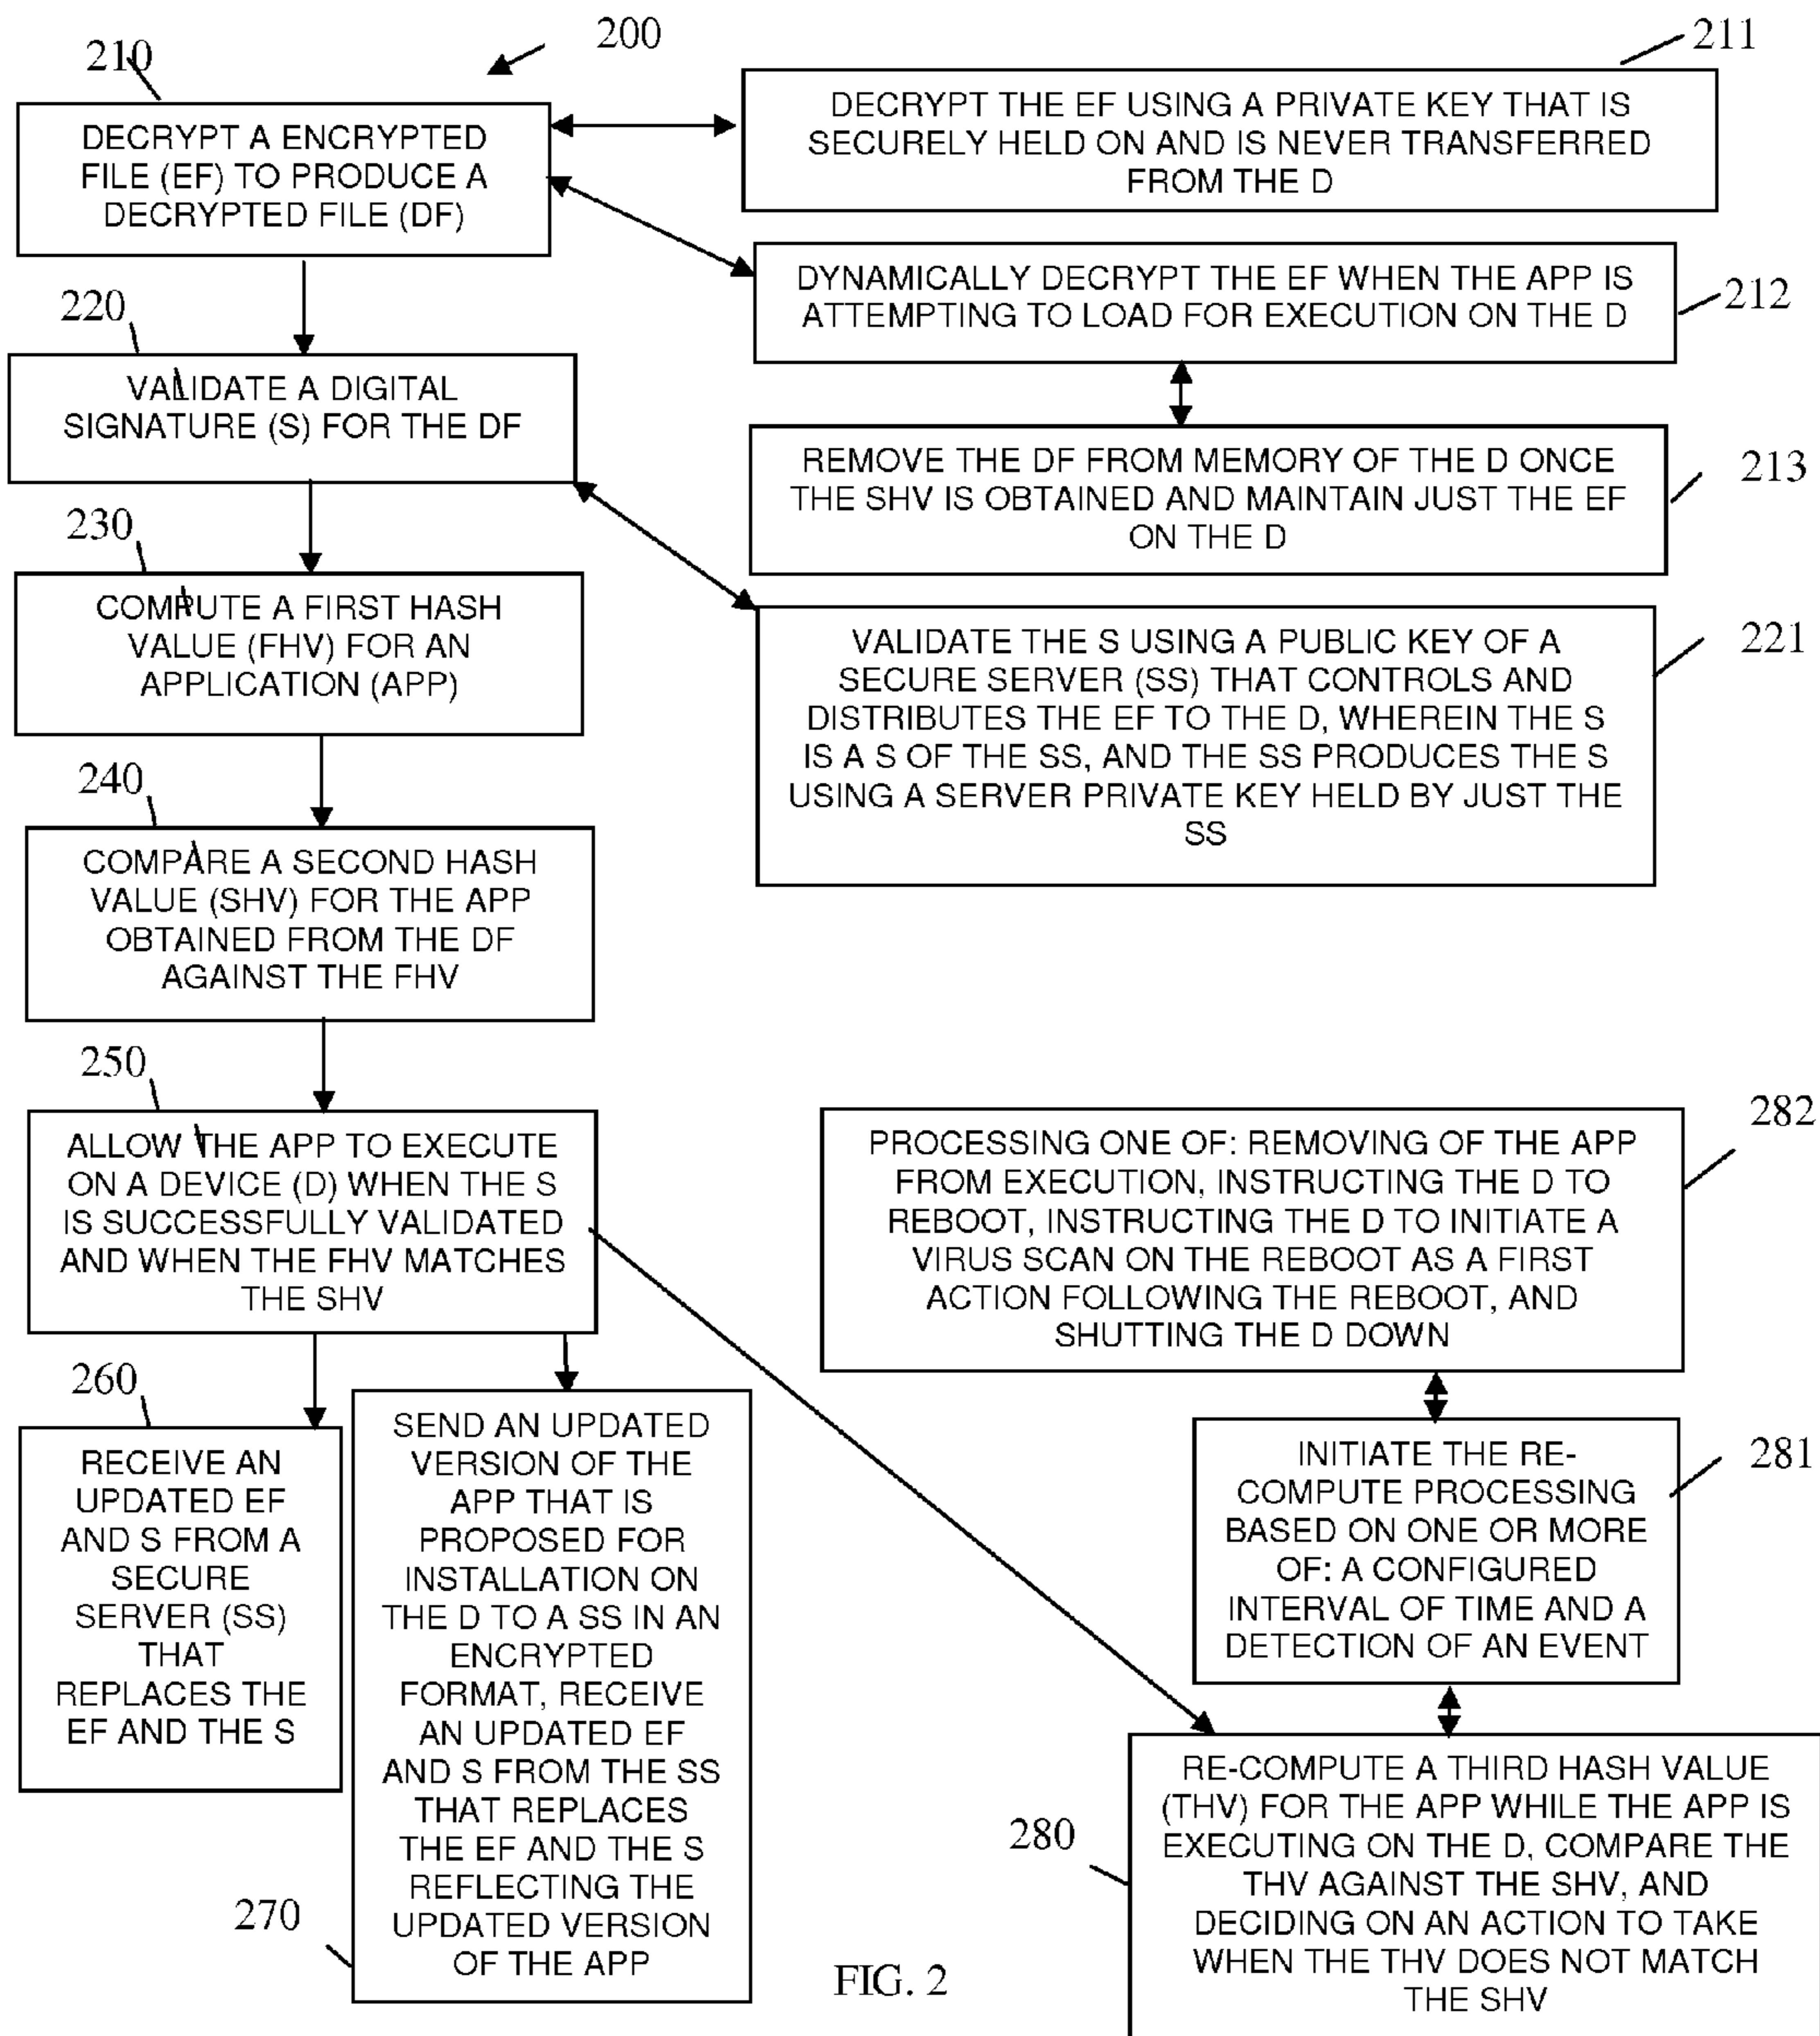 200
210
DECRYPT A ENCRYPTED
FILE (EF) TO PRODUCE A
DECRYPTED FILE (DF)
211
DECRYPT THE EF USING A PRIVATE KEY THAT IS
SECURELY HELD ON AND IS NEVER TRANSFERRED
FROM THE D
212
DYNAMICALLY DECRYPT THE EF WHEN THE APP IS
ATTEMPTING TO LOAD FOR EXECUTION ON THE D
213
REMOVE THE DF FROM MEMORY OF THE D ONCE
THE SHV IS OBTAINED AND MAINTAIN JUST THE EF
ON THE D
220
VALIDATE A DIGITAL
SIGNATURE (S) FOR THE DF
221
VALIDATE THE S USING A PUBLIC KEY OF A
SECURE SERVER (SS) THAT CONTROLS AND
DISTRIBUTES THE EF TO THE D, WHEREIN THE S
IS A S OF THE SS, AND THE SS PRODUCES THE S
USING A SERVER PRIVATE KEY HELD BY JUST THE
SS
230
COMPUTE A FIRST HASH
VALUE (FHV) FOR AN
APPLICATION (APP)
240
COMPARE A SECOND HASH
VALUE (SHV) FOR THE APP
OBTAINED FROM THE DF
AGAINST THE FHV
250
ALLOW THE APP TO EXECUTE
ON A DEVICE (D) WHEN THE S
IS SUCCESSFULLY VALIDATED
AND WHEN THE FHV MATCHES
THE SHV
260
RECEIVE AN
UPDATED EF
AND S FROM A
SECURE
SERVER (SS)
THAT
REPLACES THE
EF AND THE S
270
SEND AN UPDATED
VERSION OF THE
APP THAT IS
PROPOSED FOR
INSTALLATION ON
THE D TO A SS IN AN
ENCRYPTED
FORMAT, RECEIVE
AN UPDATED EF
AND S FROM THE SS
THAT REPLACES
THE EF AND THE S
REFLECTING THE
UPDATED VERSION
OF THE APP
282
PROCESSING ONE OF: REMOVING OF THE APP
FROM EXECUTION, INSTRUCTING THE D TO
REBOOT, INSTRUCTING THE D TO INITIATE A
VIRUS SCAN ON THE REBOOT AS A FIRST
ACTION FOLLOWING THE REBOOT, AND
SHUTTING THE D DOWN
281
INITIATE THE RE-
COMPUTE PROCESSING
BASED ON ONE OR MORE
OF: A CONFIGURED
INTERVAL OF TIME AND A
DETECTION OF AN EVENT
280
RE-COMPUTE A THIRD HASH VALUE
(THV) FOR THE APP WHILE THE APP IS
EXECUTING ON THE D, COMPARE THE
THV AGAINST THE SHV, AND
DECIDING ON AN ACTION TO TAKE
WHEN THE THV DOES NOT MATCH
THE SHV
FIG. 2